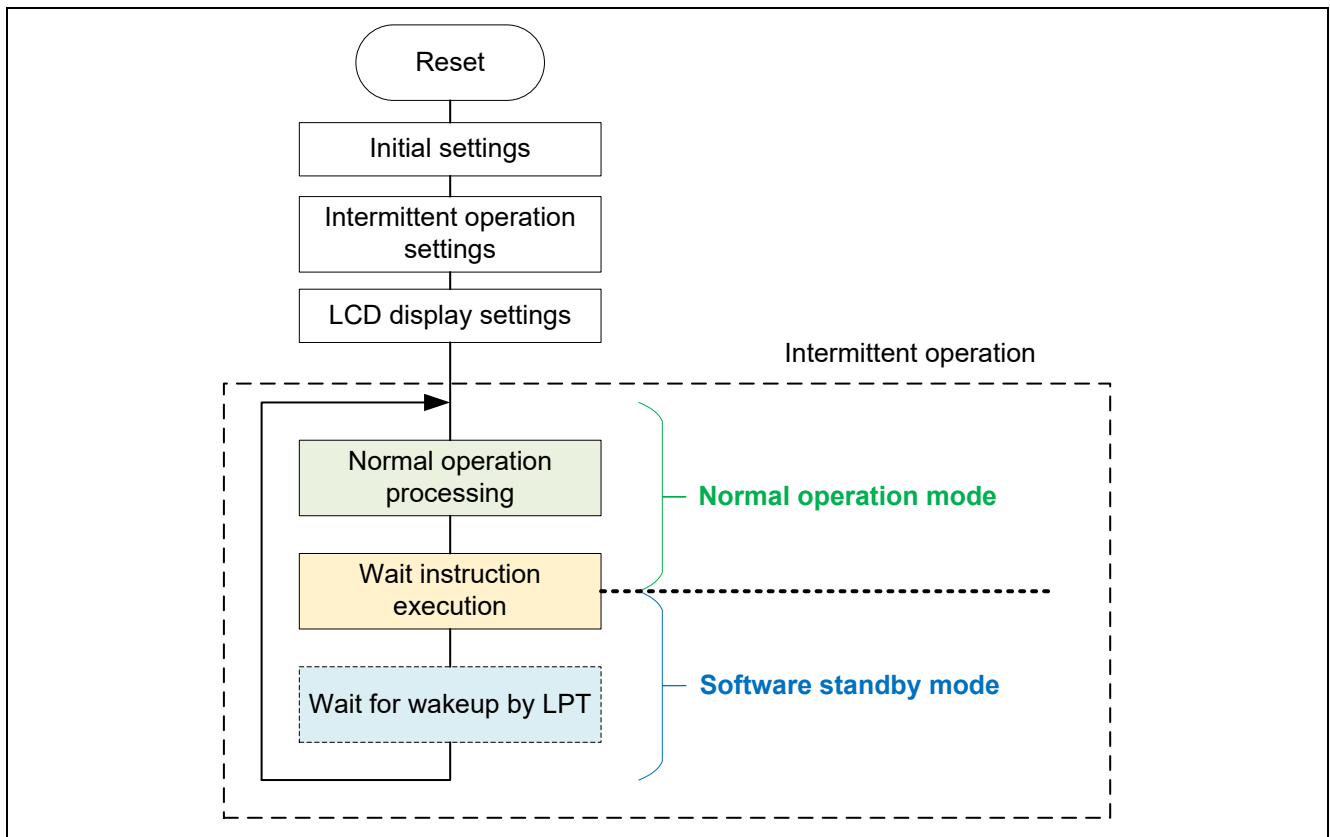 Reset
Initial settings
Intermittent operation
settings
LCD display settings
Intermittent operation
Normal operation
processing
Normal operation mode
Wait instruction
execution
Wait for wakeup by LPT
Software standby mode